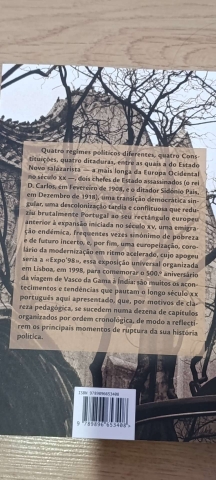 Quatro regimes políticos diferentes, quatro Cons-
tituições, quatro ditaduras, entre as quais a do Estado
Novo salazarista — a mais longa da Europa Ocidental
no século XX —, dois chefes de Estado assassinados (o rei
D. Carlos, em Fevereiro de 1908, e o ditador Sidónio Pais,
em Dezembro de 1918), uma transição democrática sin-
gular, uma descolonização tardia e conflituosa que redu-
ziu brutalmente Portugal ao seu rectângulo europeu
anterior à expansão iniciada no século XV, uma emigra-
ção endémica, frequentes vezes sinónimo de pobreza
e de futuro incerto, e, por fim, uma europeização, coro-
lário da modernização em ritmo acelerado, cujo apogeu
seria a «Expo'98», essa exposição universal organizada
em Lisboa, em 1998, para comemorar o 500.º aniversário
da viagem de Vasco da Gama à Índia: são muitos os acon-
tecimentos e tendências que pautam o longo século XX
português aqui apresentado, que, por motivos de cla-
reza pedagógica, se sucedem numa dezena de capítulos
organizados por ordem cronológica, de modo a reflecti-
rem os principais momentos de ruptura da sua história
política.
ISBN 9789896653408
9 789896 653408